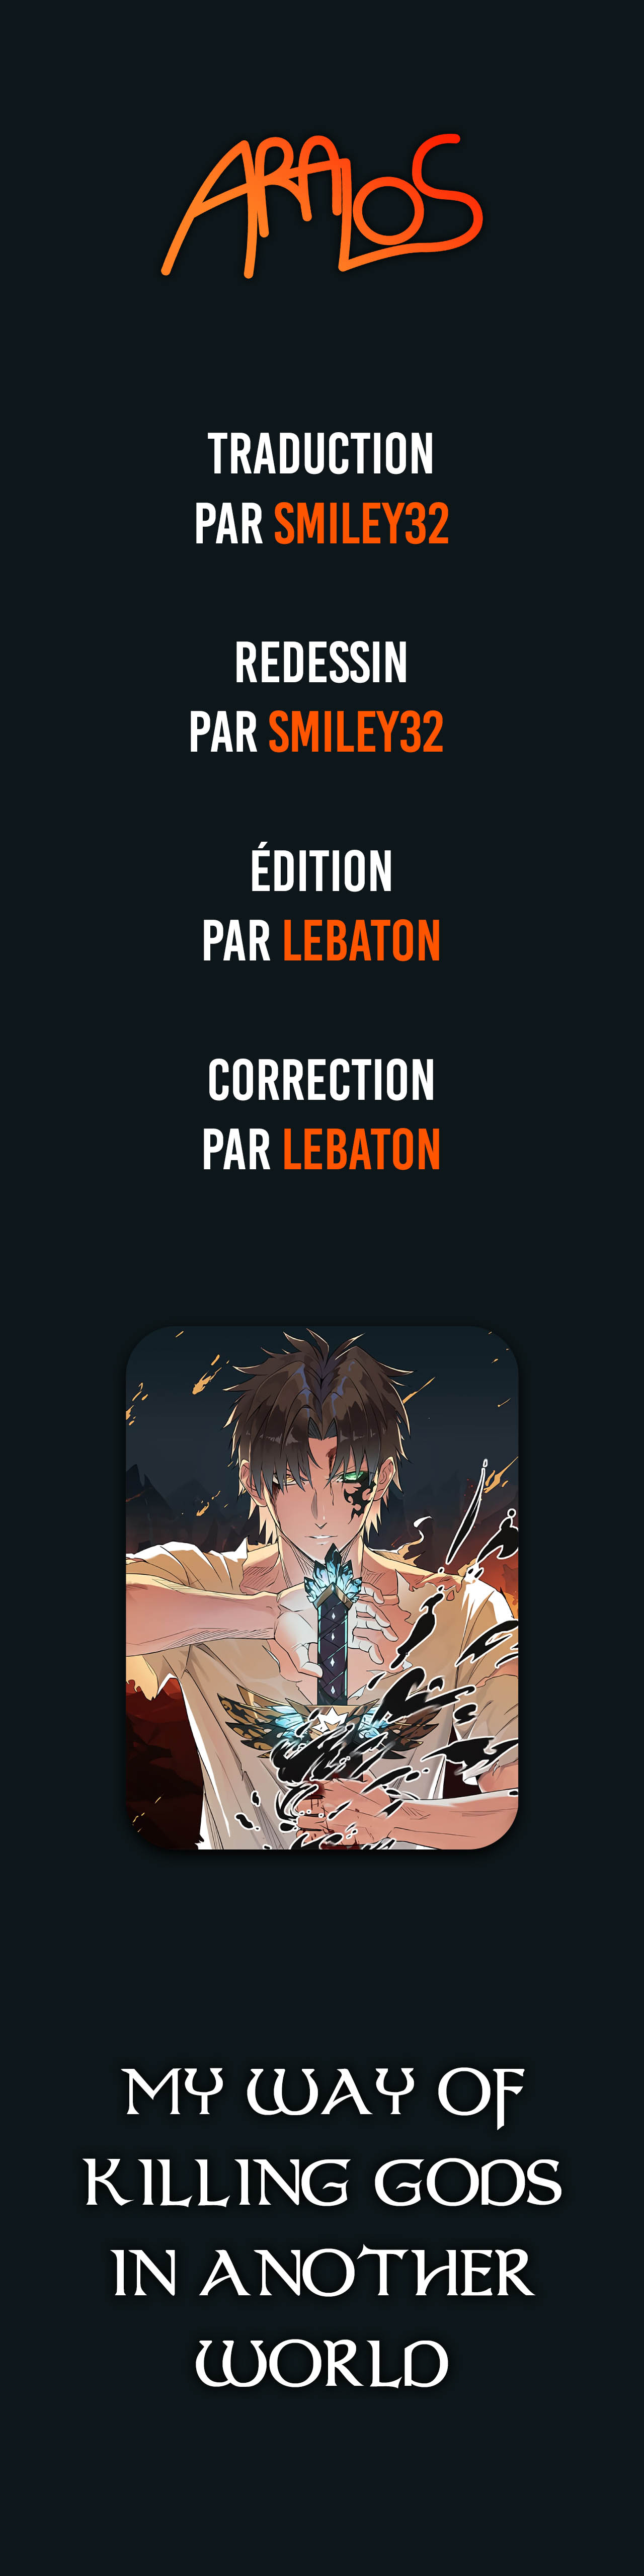 ARALOS
TRADUCTION
PAR SMILEY32
REDESSIN
PAR SMILEY32
ÉDITION
PAR LEBATON
CORRECTION
PAR LEBATON
MY WAY OF
KILLING GODS
IN ANOTHER
WORLD